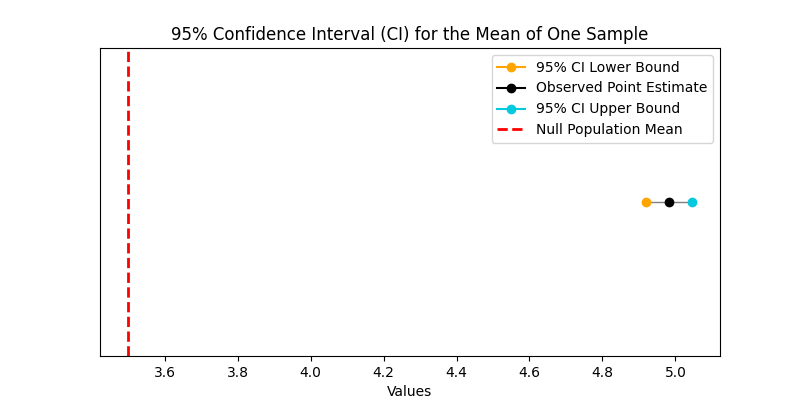 95% Confidence Interval (CI) for the Mean of One Sample
95% CI Lower Bound
Observed Point Estimate
95% CI Upper Bound
Null Population Mean
3.6 3.8 4.0 4.2 4.4 4.6 4.8 5.0
Values